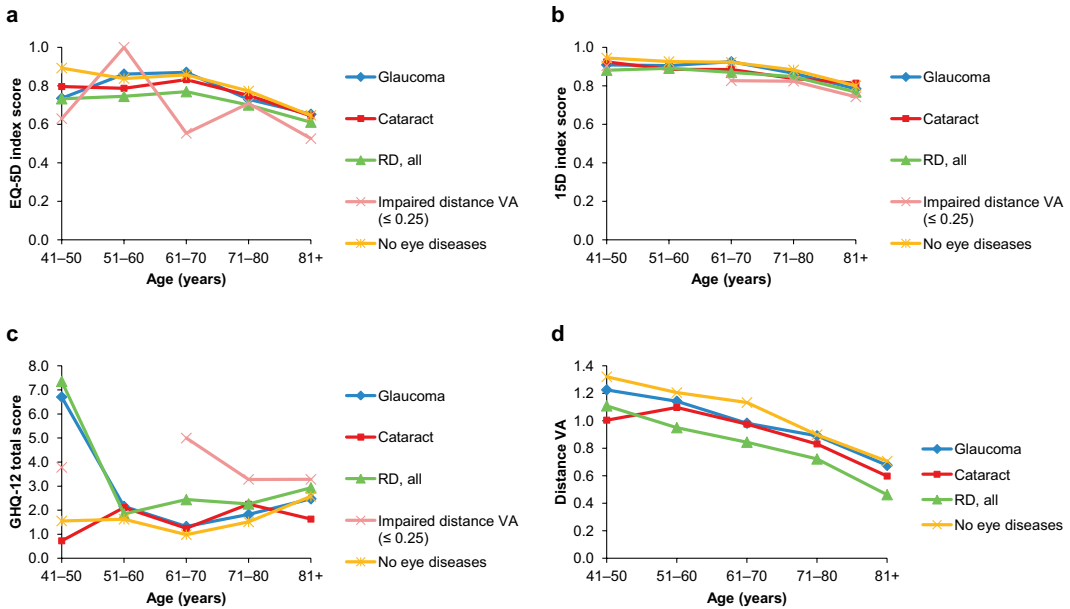 a
EQ-5D index score
1.0
0.8
0.6
0.4
0.2
0.0
41–50
51–60
61–70
71–80
81+
Age (years)
Glaucoma
Cataract
RD, all
Impaired distance VA
(≤ 0.25)
No eye diseases
b
15D index score
1.0
0.8
0.6
0.4
0.2
0.0
41–50
51–60
61–70
71–80
81+
Age (years)
Glaucoma
Cataract
RD, all
Impaired distance VA
(≤ 0.25)
No eye diseases
c
GHQ-12 total score
8.0
7.0
6.0
5.0
4.0
3.0
2.0
1.0
0.0
41–50
51–60
61–70
71–80
81+
Age (years)
Glaucoma
Cataract
RD, all
Impaired distance VA
(≤ 0.25)
No eye diseases
d
Distance VA
1.4
1.2
1.0
0.8
0.6
0.4
0.2
0.0
41–50
51–60
61–70
71–80
81+
Age (years)
Glaucoma
Cataract
RD, all
No eye diseases